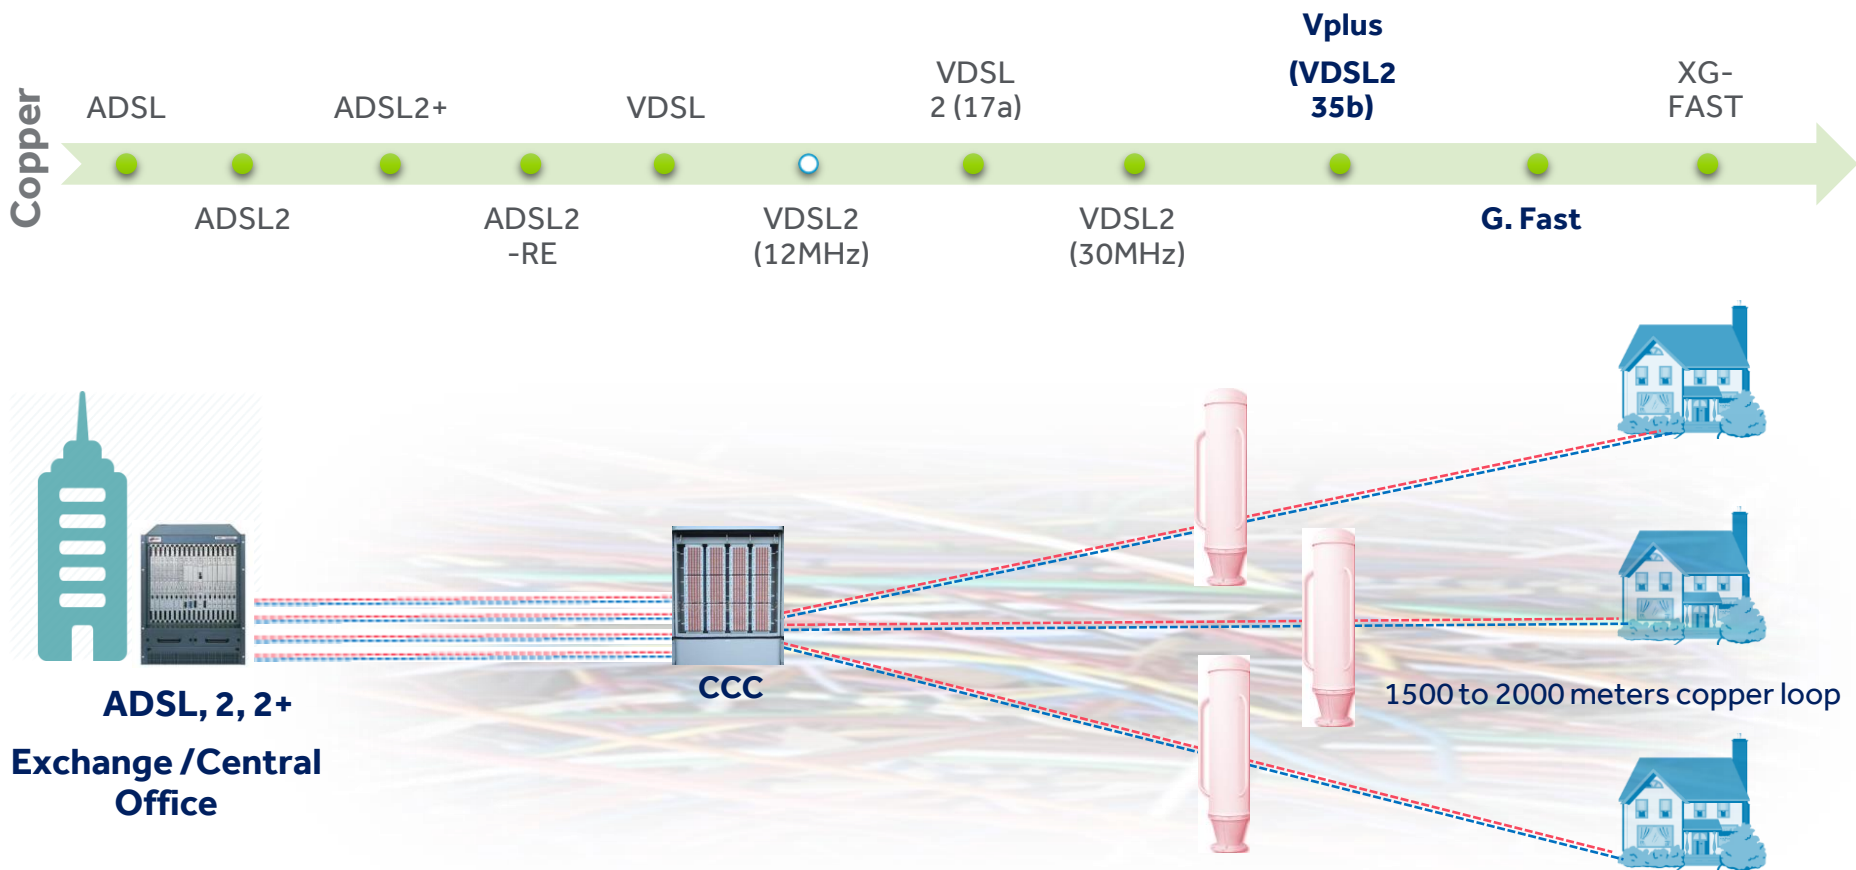 Copper
ADSL
ADSL2
ADSL2+
ADSL2
-RE
VDSL
VDSL2
(12MHz)
VDSL
2 (17a)
VDSL2
(30MHz)
Vplus
(VDSL2
35b)
G. Fast
XG-
FAST
ADSL, 2, 2+
Exchange /Central
Office
CCC
1500 to 2000 meters copper loop